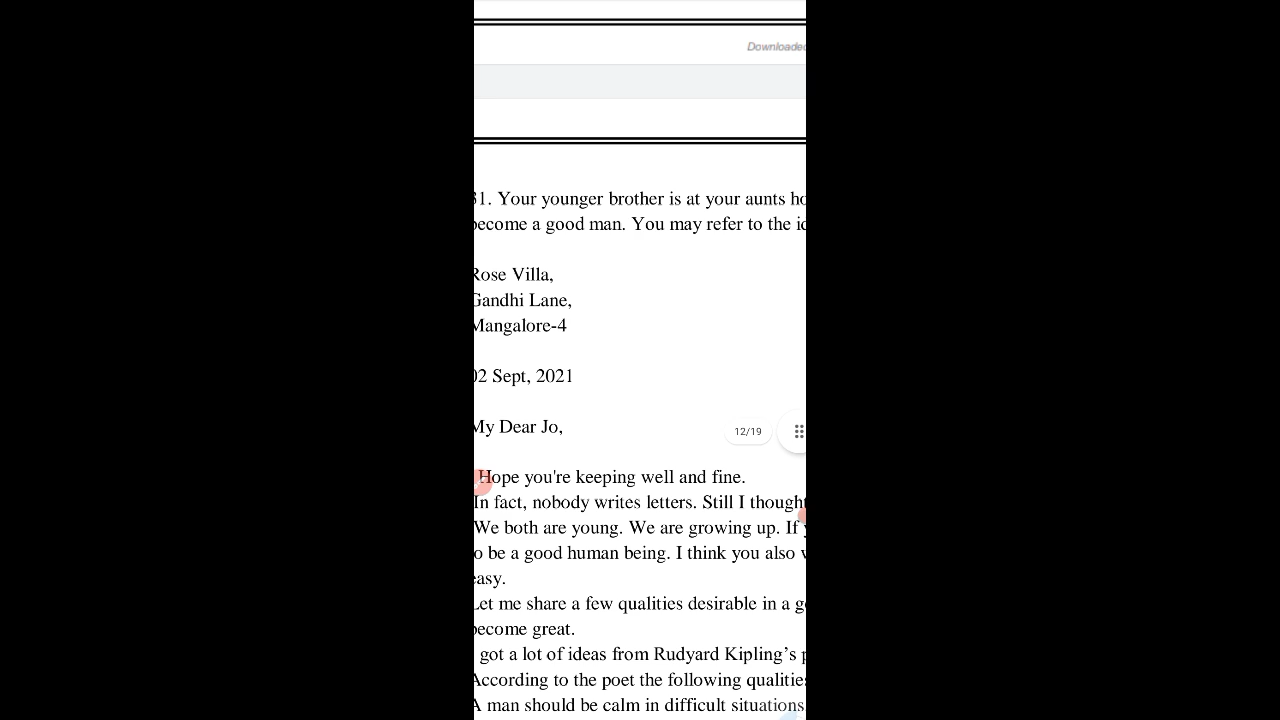 Downloaded
31. Your younger brother is at your aunts ho
become a good man. You may refer to the id
Rose Villa,
Gandhi Lane,
Mangalore-4
02 Sept, 2021
My Dear Jo,
12/19
Hope you're keeping well and fine.
In fact, nobody writes letters. Still I thought
We both are young. We are growing up. If y
to be a good human being. I think you also w
easy.
Let me share a few qualities desirable in a go
become great.
I got a lot of ideas from Rudyard Kipling’s p
According to the poet the following qualities
A man should be calm in difficult situations